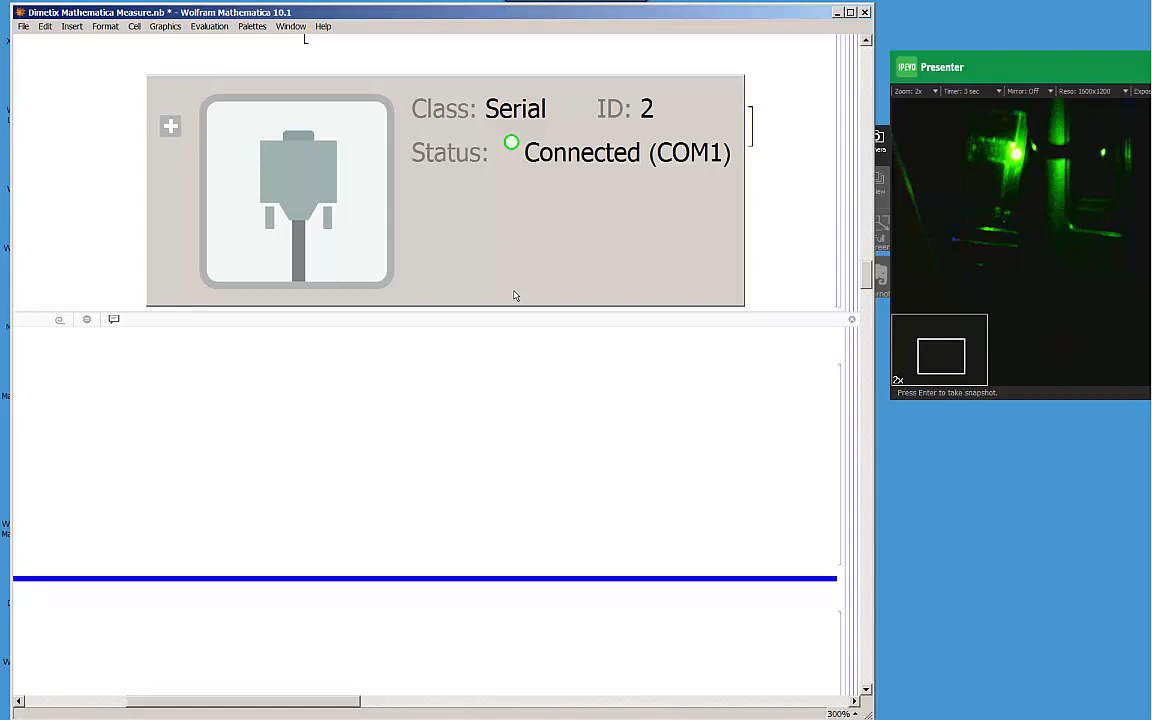 Dimetix Mathematica Measure.nb * - Wolfram Mathematica 10.1
File Edit Insert Format Cell Graphics Evaluation Palettes Window Help
Class: Serial ID: 2
Status: Connected (COM1)
300%
IPEVO Presenter
Zoom: 2x Timer: 3 sec Mirror: Off Reso: 1600x1200 Expos
2x
Press Enter to take snapshot.